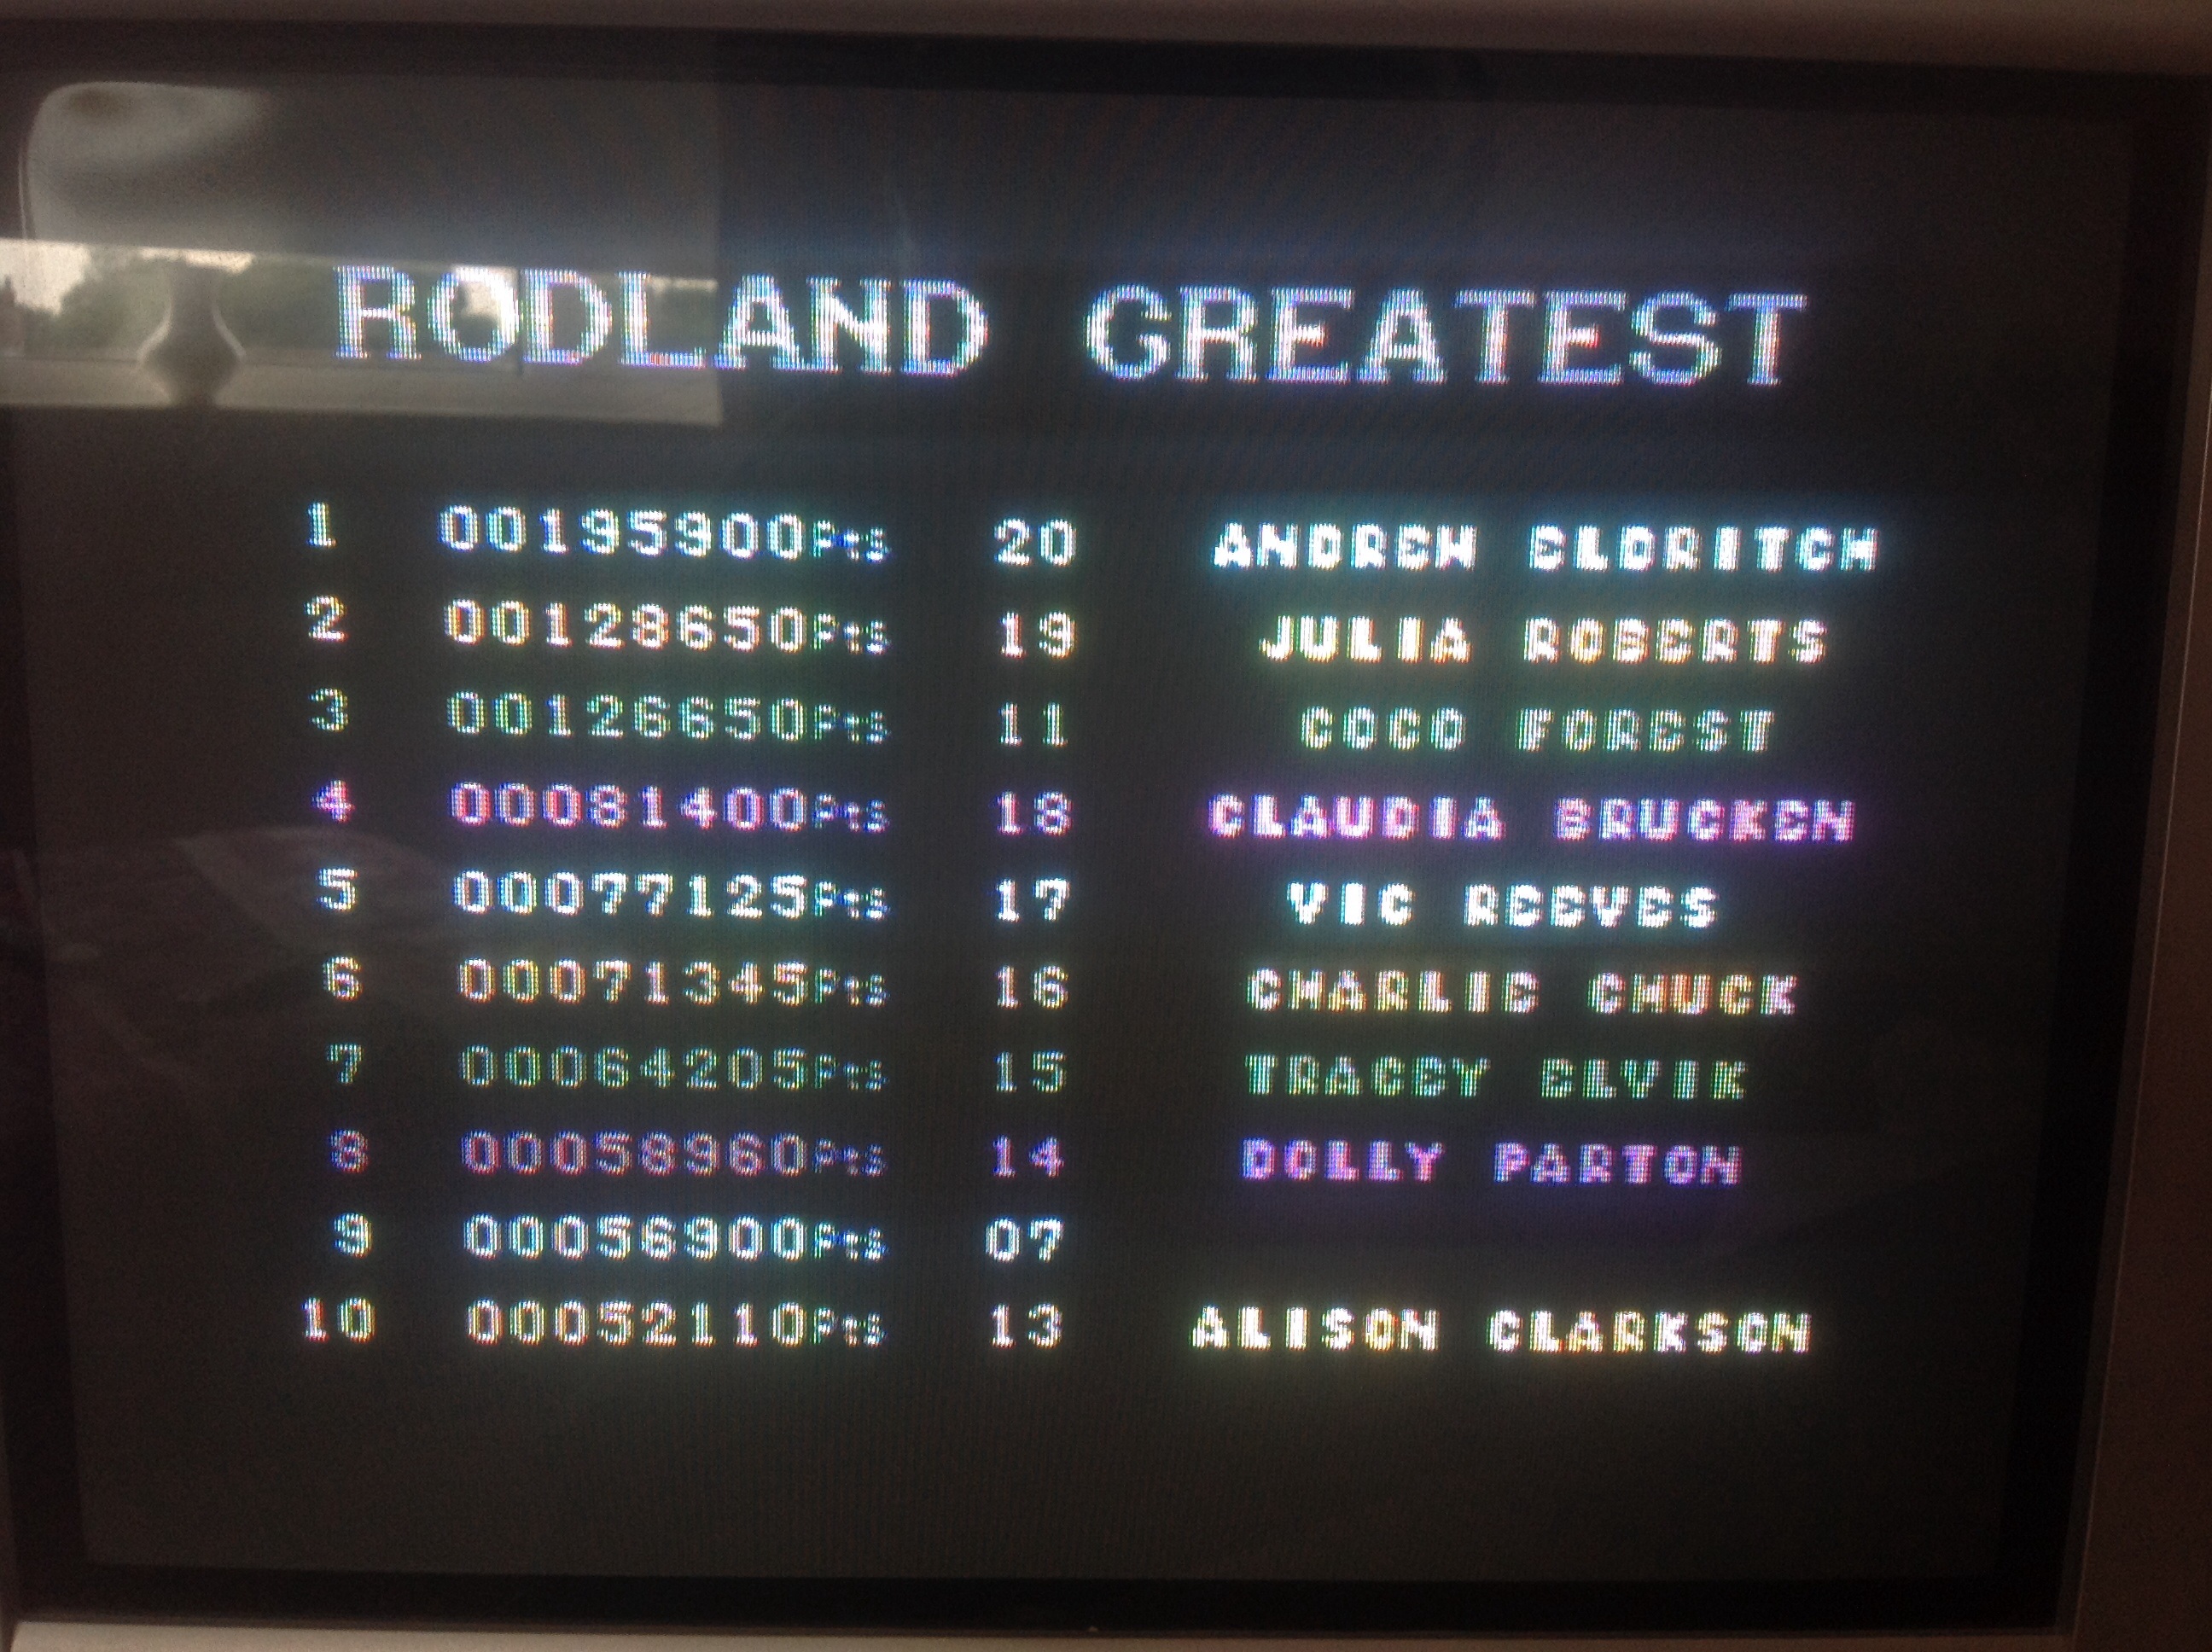 RODLAND GREATEST
1 00195900Pts 20 ANDREW ELDRITCH
2 00128650Pts 19 JULIA ROBERTS
3 00126650Pts 11 COCO FOREST
4 00081400Pts 18 CLAUDIA BRUCKEN
5 00077125Pts 17 VIC REEVES
6 00071345Pts 16 CHARLIE CHUCK
7 00064205Pts 15 TRACEY ELVIK
8 00058960Pts 14 DOLLY PARTON
9 00056900Pts 07
10 00052110Pts 13 ALISON CLARKSON